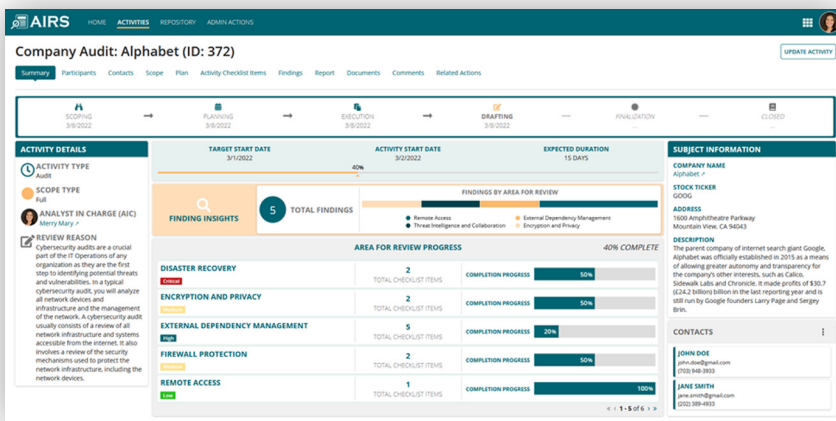 AIRS
HOME ACTIVITIES REPOSITORY ADMIN ACTIONS
Company Audit: Alphabet (ID: 372)
UPDATE ACTIVITY
Summary Participants Contacts Scope Plan Activity Checklist Items Findings Report Documents Comments Related Actions
SCOPING
3/8/2022
PLANNING
3/8/2022
EXECUTION
3/8/2022
DRAFTING
3/9/2022
FINALIZATION
...
CLOSED
...
ACTIVITY DETAILS
ACTIVITY TYPE
Audit
SCOPE TYPE
Full
ANALYST IN CHARGE (AIC)
Merry Mary
REVIEW REASON
Cybersecurity audits are a crucial
part of the IT Operations of any
organization as they are the first
step to identifying potential threats
and vulnerabilities. In a typical
cybersecurity audit, you will analyze
all network devices and
infrastructure and the management
of the network. A cybersecurity audit
usually consists of a review of all
network infrastructure and systems
accessible from the internet. It also
involves a review of the security
mechanisms used to protect the
network infrastructure, including the
network devices.
TARGET START DATE
3/1/2022
ACTIVITY START DATE
3/2/2022
EXPECTED DURATION
15 DAYS
40%
FINDING INSIGHTS
5 TOTAL FINDINGS
FINDINGS BY AREA FOR REVIEW
Remote Access
External Dependency Management
Threat Intelligence and Collaboration
Encryption and Privacy
AREA FOR REVIEW PROGRESS
40% COMPLETE
DISASTER RECOVERY
Critical
2
TOTAL CHECKLIST ITEMS
COMPLETION PROGRESS
50%
ENCRYPTION AND PRIVACY
2
TOTAL CHECKLIST ITEMS
COMPLETION PROGRESS
50%
EXTERNAL DEPENDENCY MANAGEMENT
High
5
TOTAL CHECKLIST ITEMS
COMPLETION PROGRESS
20%
FIREWALL PROTECTION
2
TOTAL CHECKLIST ITEMS
COMPLETION PROGRESS
50%
REMOTE ACCESS
Low
1
TOTAL CHECKLIST ITEMS
COMPLETION PROGRESS
100%
« < 1 - 5 of 6 > »
SUBJECT INFORMATION
COMPANY NAME
Alphabet
STOCK TICKER
GOOG
ADDRESS
1600 Amphitheatre Parkway
Mountain View, CA 94043
DESCRIPTION
The parent company of internet search giant Google,
Alphabet was officially established in 2015 as a means
of allowing greater autonomy and transparency for
the company's other interests, such as Calico,
Sidewalk Labs and Chronicle. It made profits of $30.7
(£24.2 billion) billion in the last reporting year and is
still run by Google founders Larry Page and Sergey
Brin.
CONTACTS
JOHN DOE
john.doe@gmail.com
(703) 948-3933
JANE SMITH
jane.smith@gmail.com
(202) 389-4933